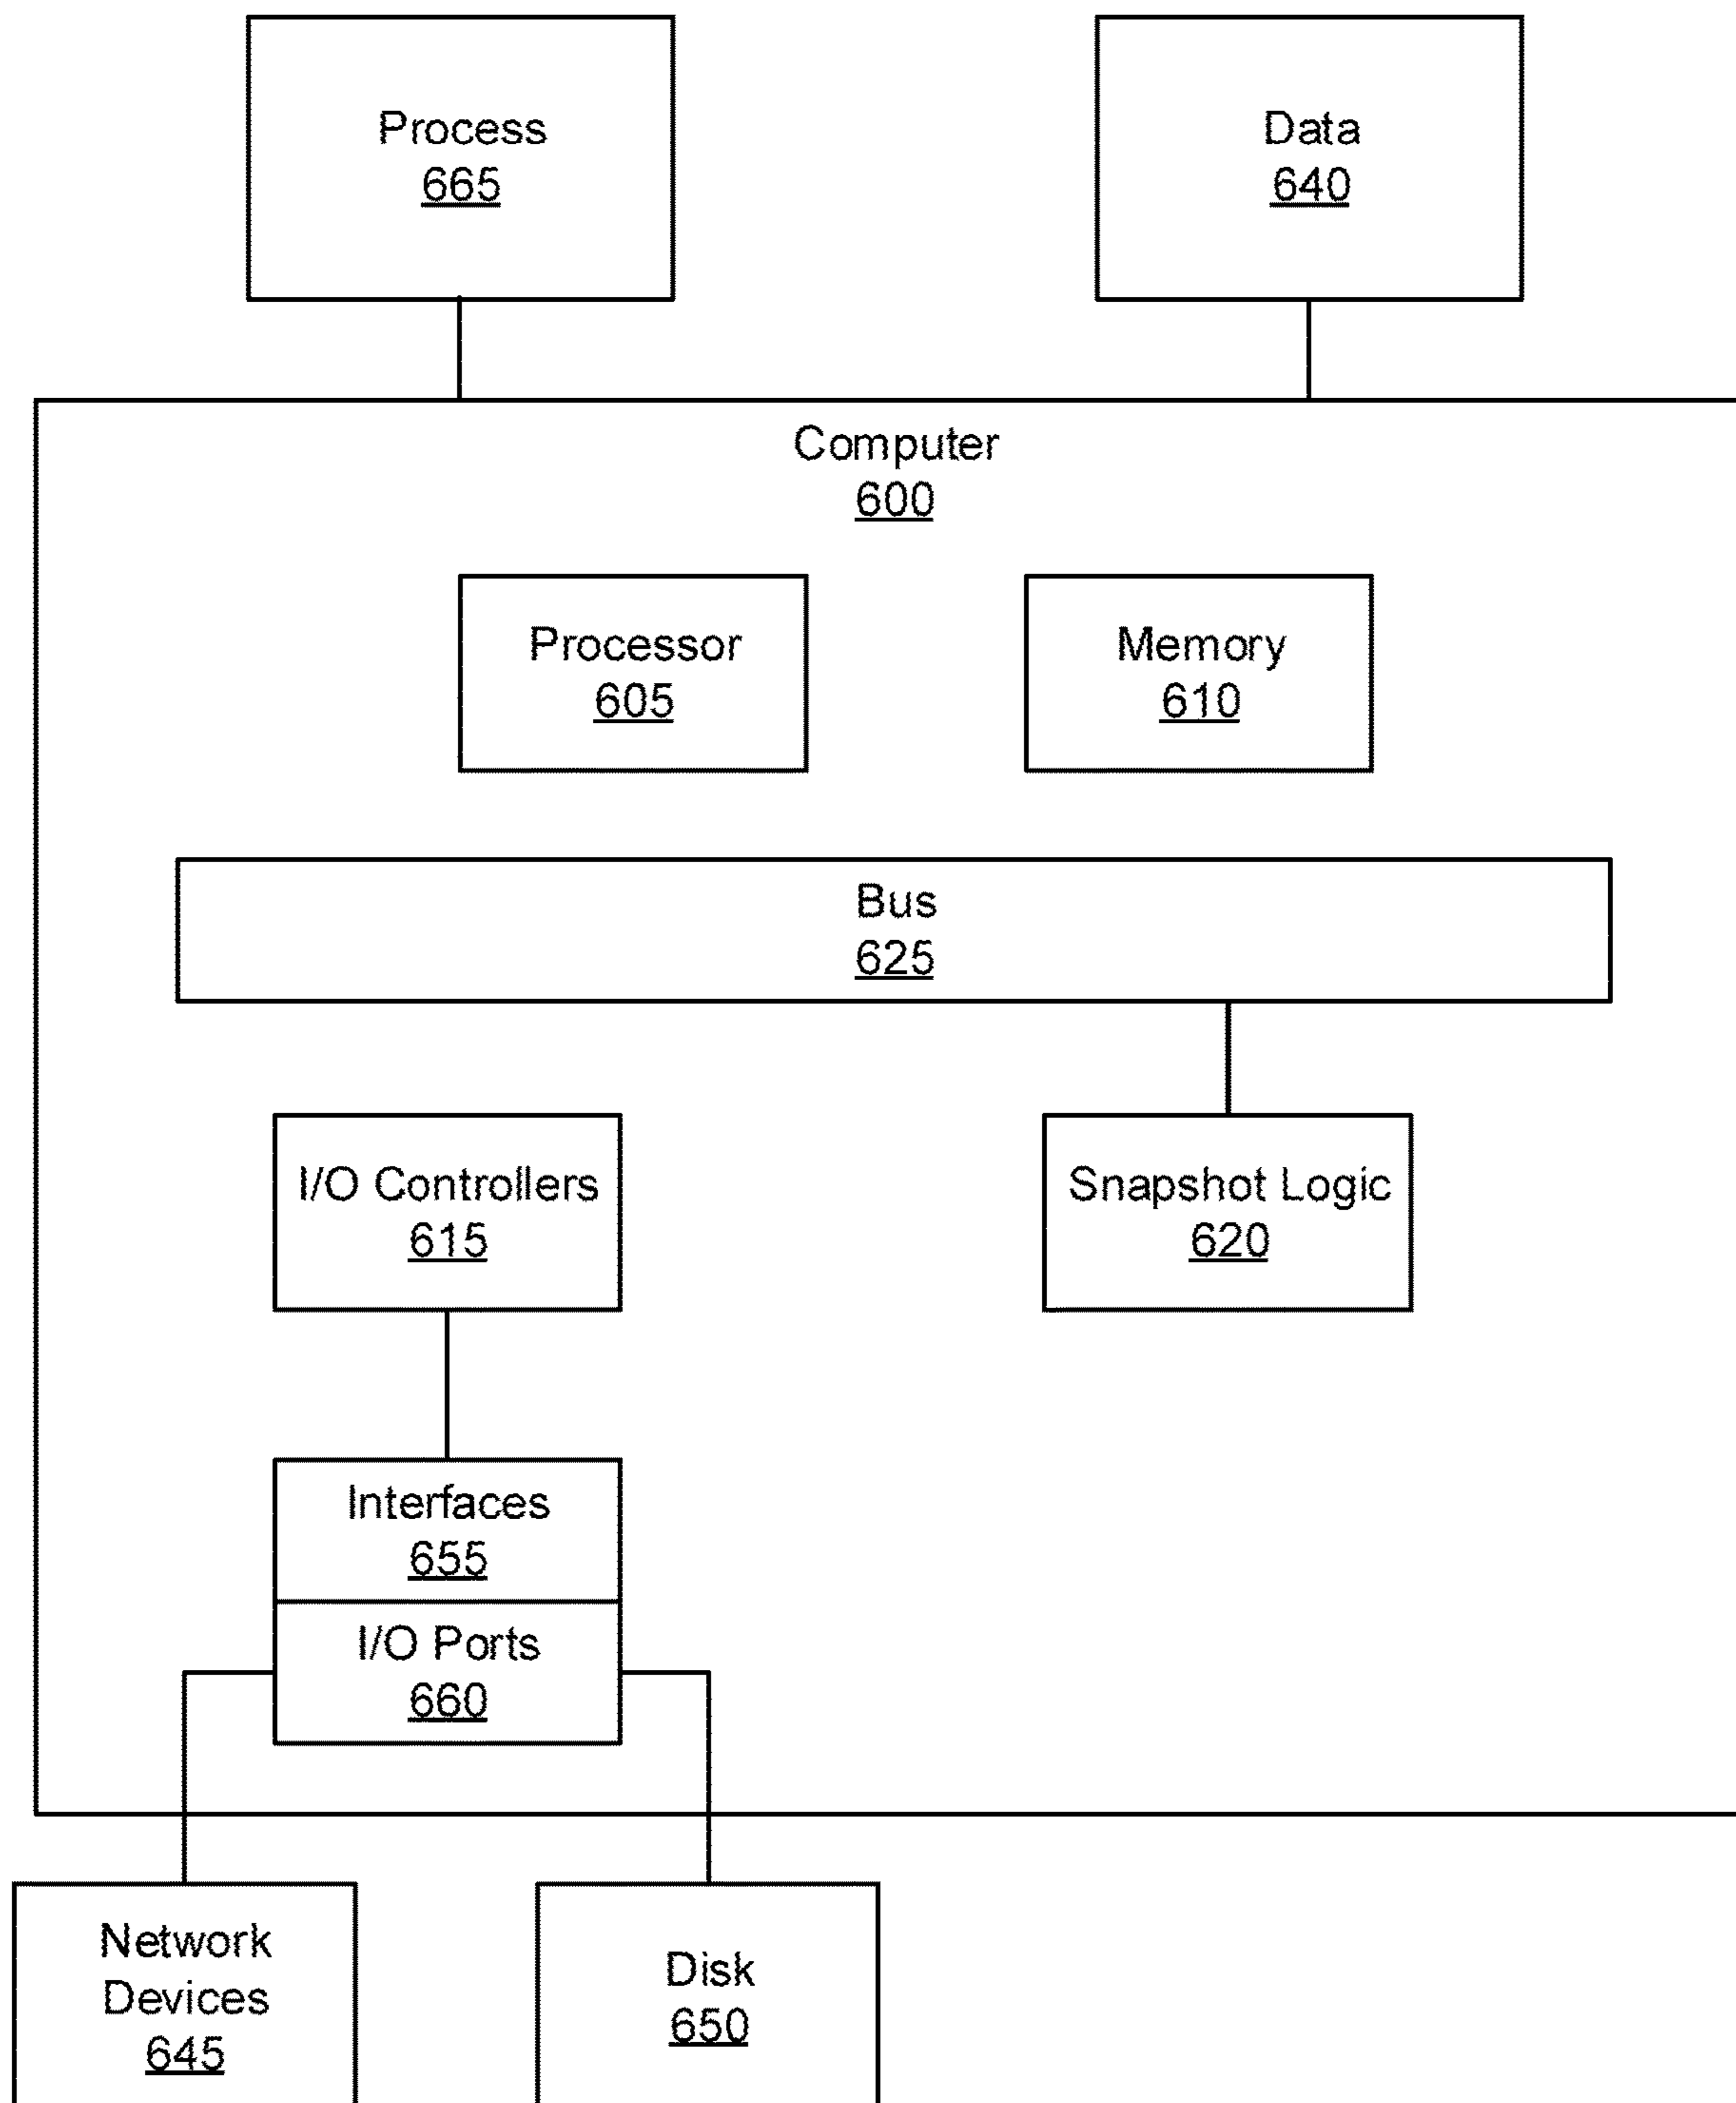 Process
665
Data
640
Computer
600
Processor
605
Memory
610
Bus
625
I/O Controllers
615
Snapshot Logic
620
Interfaces
655
I/O Ports
660
Network
Devices
645
Disk
650